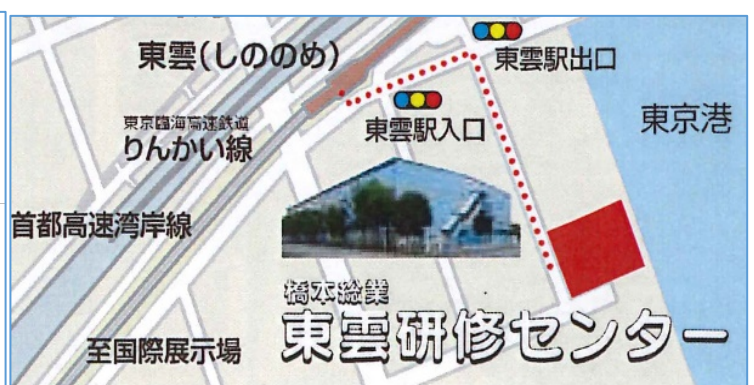 東雲(しののめ)
東雲駅出口
東京臨海高速鉄道
りんかい線
東雲駅入口
東京港
首都高速湾岸線
橋本総業
東雲研修センター
至国際展示場